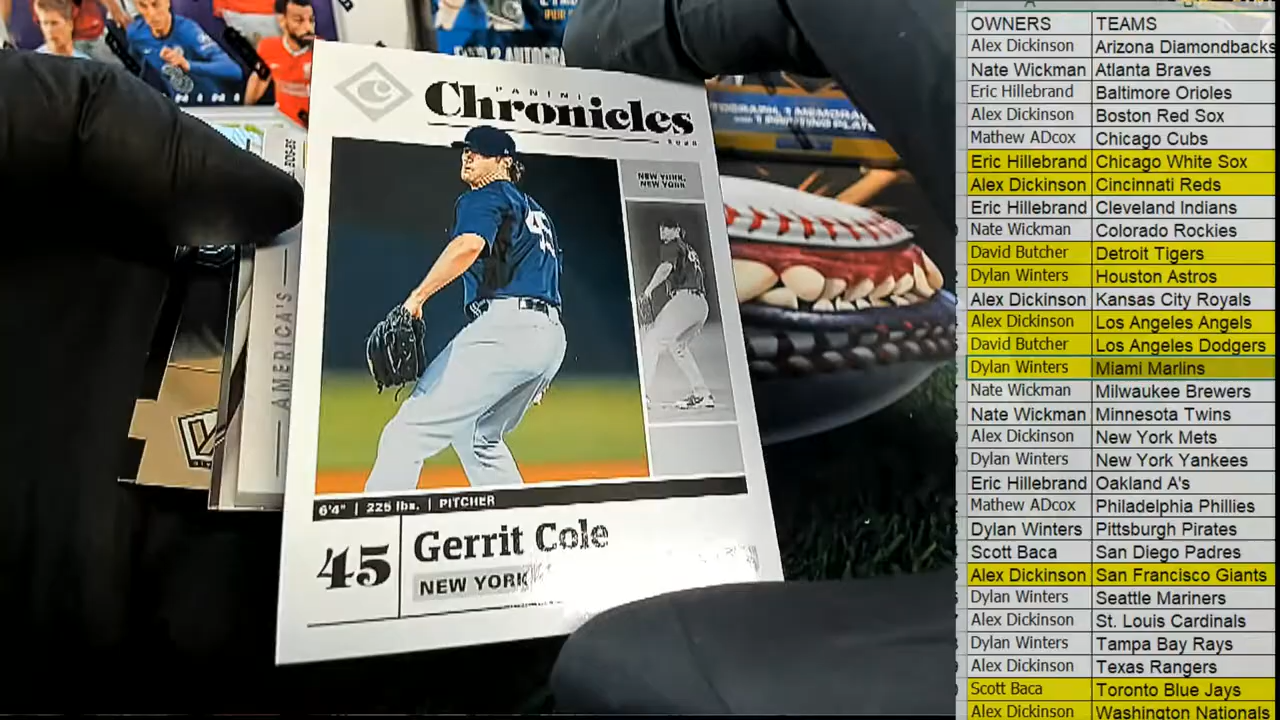 PANINI
Chronicles
NEW YORK,
NEW YORK
6'4" | 225 lbs. | PITCHER
45
Gerrit Cole
NEW YORK
AMERICA'S
OWNERS TEAMS
Alex Dickinson Arizona Diamondbacks
Nate Wickman Atlanta Braves
Eric Hillebrand Baltimore Orioles
Alex Dickinson Boston Red Sox
Mathew ADcox Chicago Cubs
Eric Hillebrand Chicago White Sox
Alex Dickinson Cincinnati Reds
Eric Hillebrand Cleveland Indians
Nate Wickman Colorado Rockies
David Butcher Detroit Tigers
Dylan Winters Houston Astros
Alex Dickinson Kansas City Royals
Alex Dickinson Los Angeles Angels
David Butcher Los Angeles Dodgers
Dylan Winters Miami Marlins
Nate Wickman Milwaukee Brewers
Nate Wickman Minnesota Twins
Alex Dickinson New York Mets
Dylan Winters New York Yankees
Eric Hillebrand Oakland A's
Mathew ADcox Philadelphia Phillies
Dylan Winters Pittsburgh Pirates
Scott Baca San Diego Padres
Alex Dickinson San Francisco Giants
Dylan Winters Seattle Mariners
Alex Dickinson St. Louis Cardinals
Dylan Winters Tampa Bay Rays
Alex Dickinson Texas Rangers
Scott Baca Toronto Blue Jays
Alex Dickinson Washington Nationals